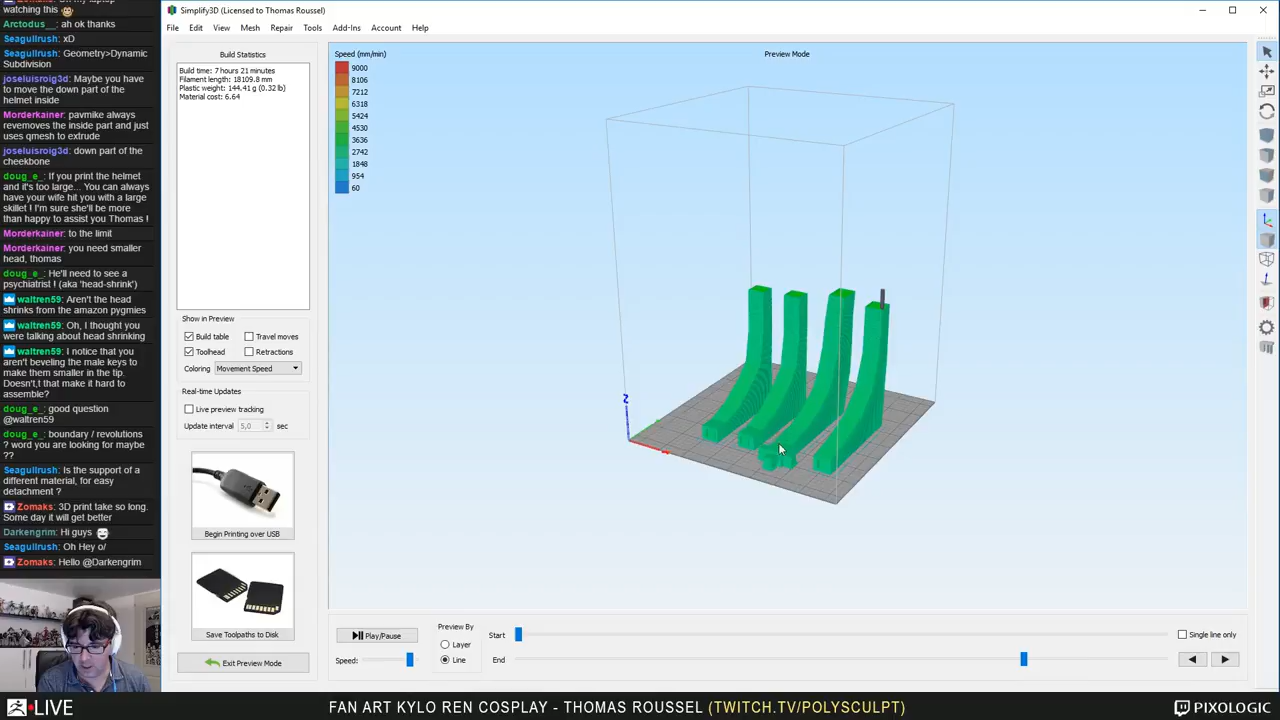 watching this
Arctodus__: ah ok thanks
Seagullrush: xD
Seagullrush: Geometry>Dynamic
Subdivision
joseluisroig3d: Maybe you have
to move the down part of the
helmet inside
Morderkainer: pavmike always
revemoves the inside part and just
uses qmesh to extrude
joseluisroig3d: down part of the
cheekbone
doug_e_: If you print the helmet
and it's too large... You can always
have your wife hit you with a large
skillet ! I'm sure she'll be more
than happy to assist you Thomas !
Morderkainer: to the limit
Morderkainer: you need smaller
head, thomas
doug_e_: He'll need to see a
psychiatrist ! (aka 'head-shrink')
waltren59: Aren't the head
shrinks from the amazon pygmies
waltren59: Oh, I thought you
were talking about head shrinking
waltren59: I notice that you
aren't beveling the male keys to
make them smaller in the tip.
Doesn't,t that make it hard to
assemble?
doug_e_: good question
@waltren59
doug_e_: boundary / revolutions
? word you are looking for maybe
??
Seagullrush: Is the support of a
different material, for easy
detachment ?
Zomaks: 3D print take so long.
Some day it will get better
Darkengrim: Hi guys
Seagullrush: Oh Hey o/
Zomaks: Hello @Darkengrim
Simplify3D (Licensed to Thomas Roussel)
File Edit View Mesh Repair Tools Add-Ins Account Help
Build Statistics
Build time: 7 hours 21 minutes
Filament length: 18109.8 mm
Plastic weight: 144.41 g (0.32 lb)
Material cost: 6.64
Show in Preview
Build table Travel moves
Toolhead Retractions
Coloring Movement Speed
Real-time Updates
Live preview tracking
Update interval 5,0 sec
Begin Printing over USB
Save Toolpaths to Disk
Exit Preview Mode
Speed (mm/min)
9000
8106
7212
6318
5424
4530
3636
2742
1848
954
60
Preview Mode
Z
Play/Pause
Speed:
Preview By
Layer
Line
Start
End
Single line only
LIVE
FAN ART KYLO REN COSPLAY - THOMAS ROUSSEL (TWITCH.TV/POLYSCULPT)
PIXOLOGIC